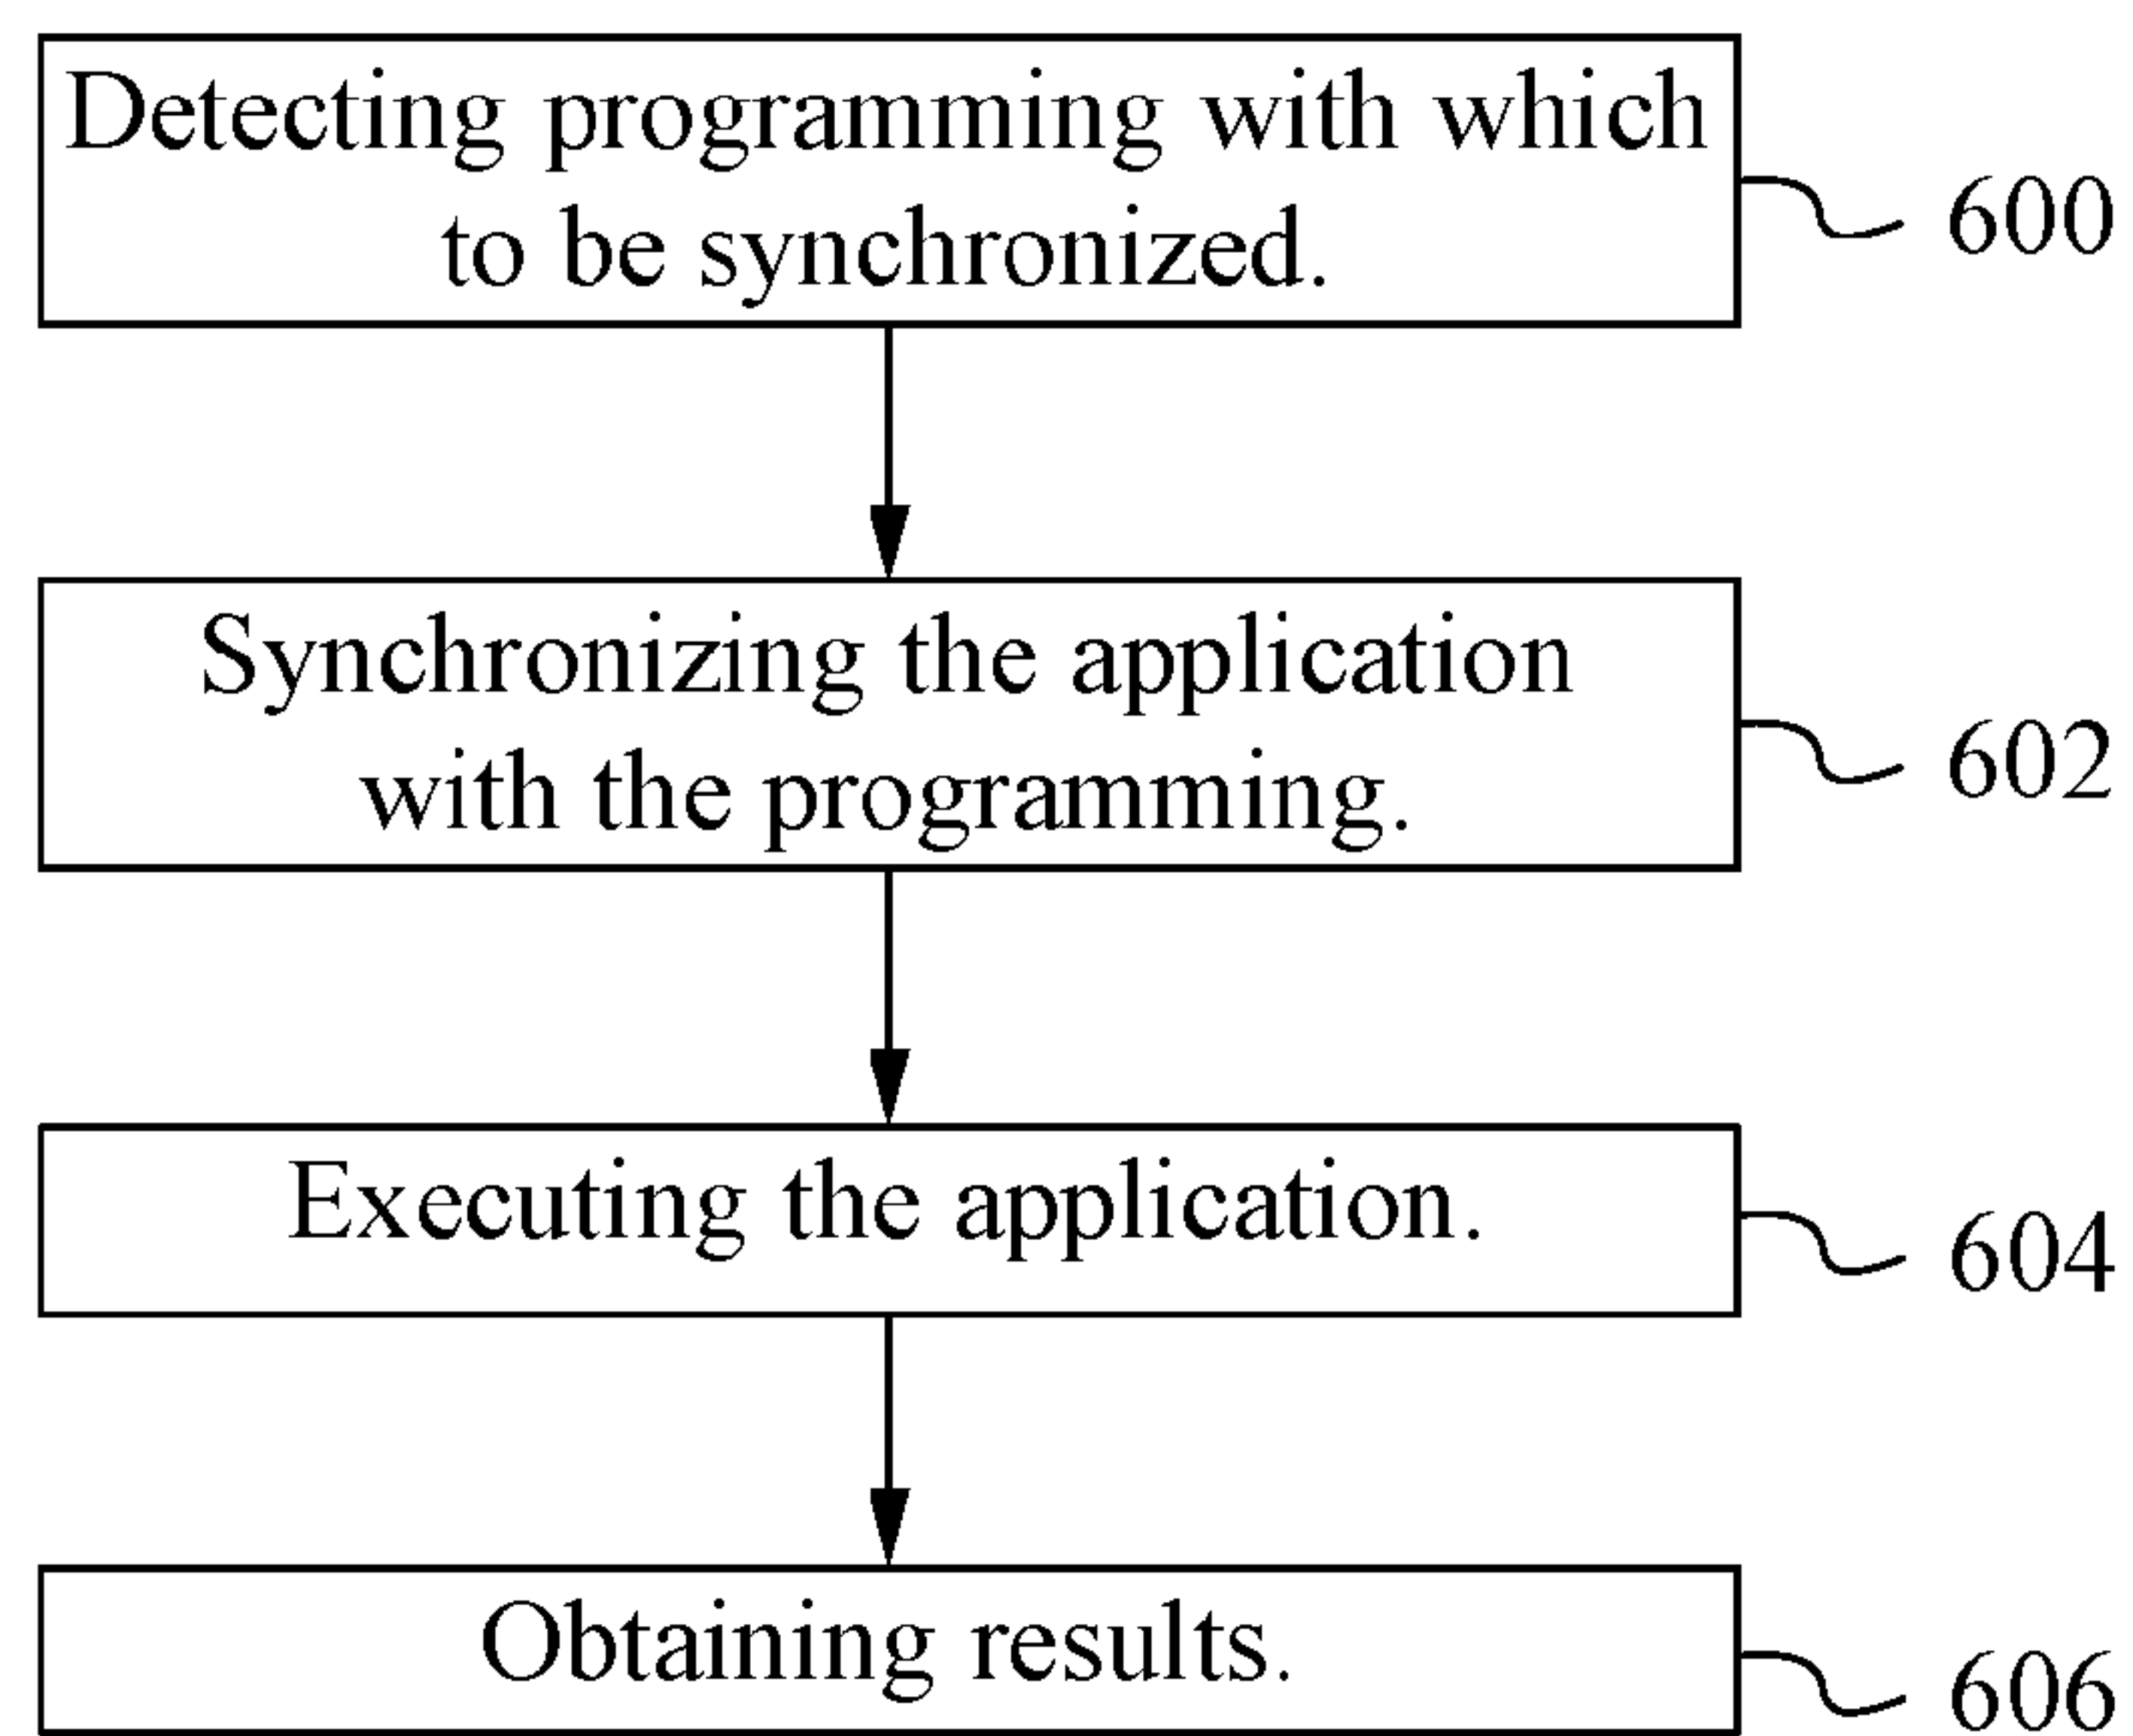 Detecting programming with which
to be synchronized.
600
Synchronizing the application
with the programming.
602
Executing the application.
604
Obtaining results.
606